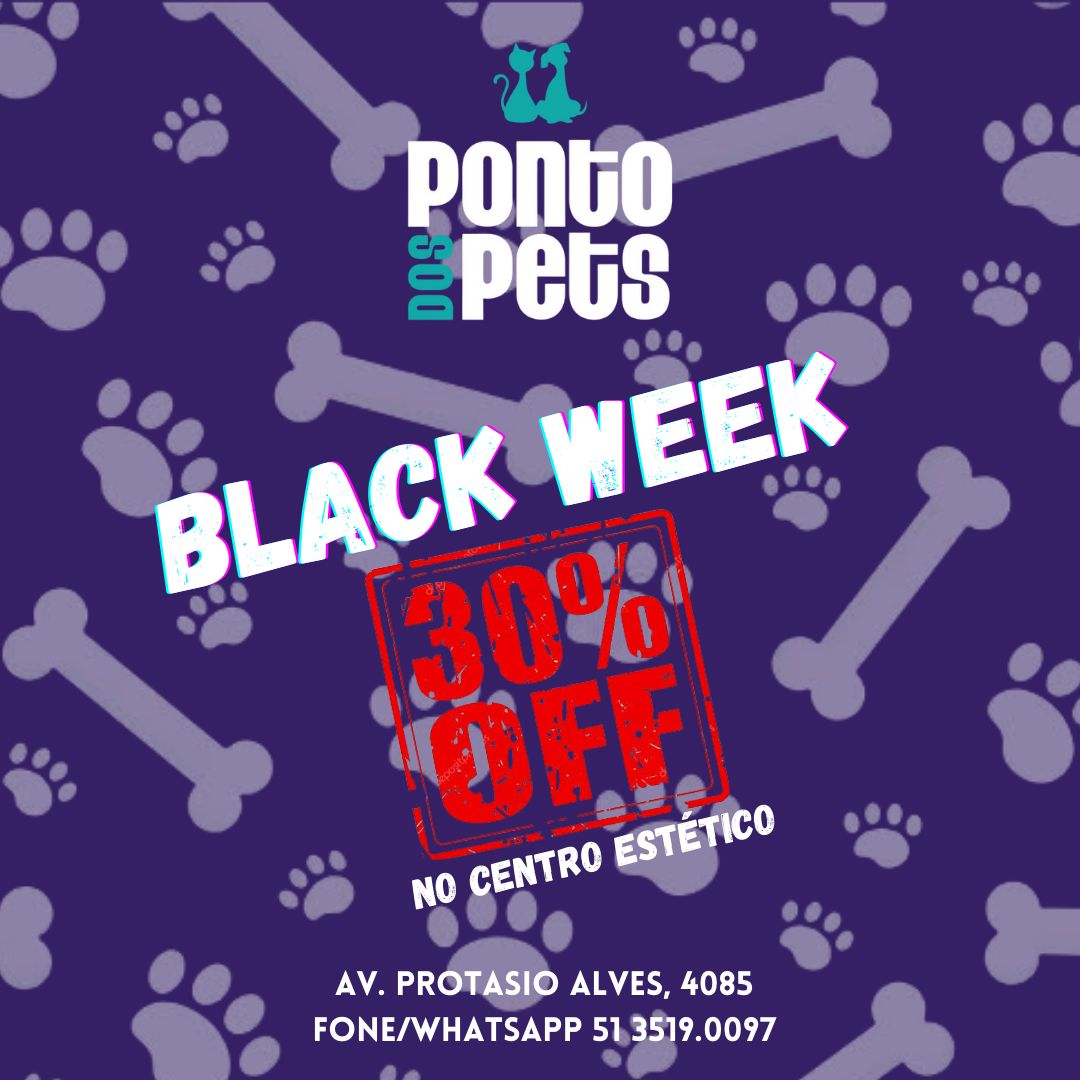 PONTO
DOS PETS
BLACK WEEK
30%
OFF
NO CENTRO ESTÉTICO
AV. PROTASIO ALVES, 4085
FONE/WHATSAPP 51 3519.0097